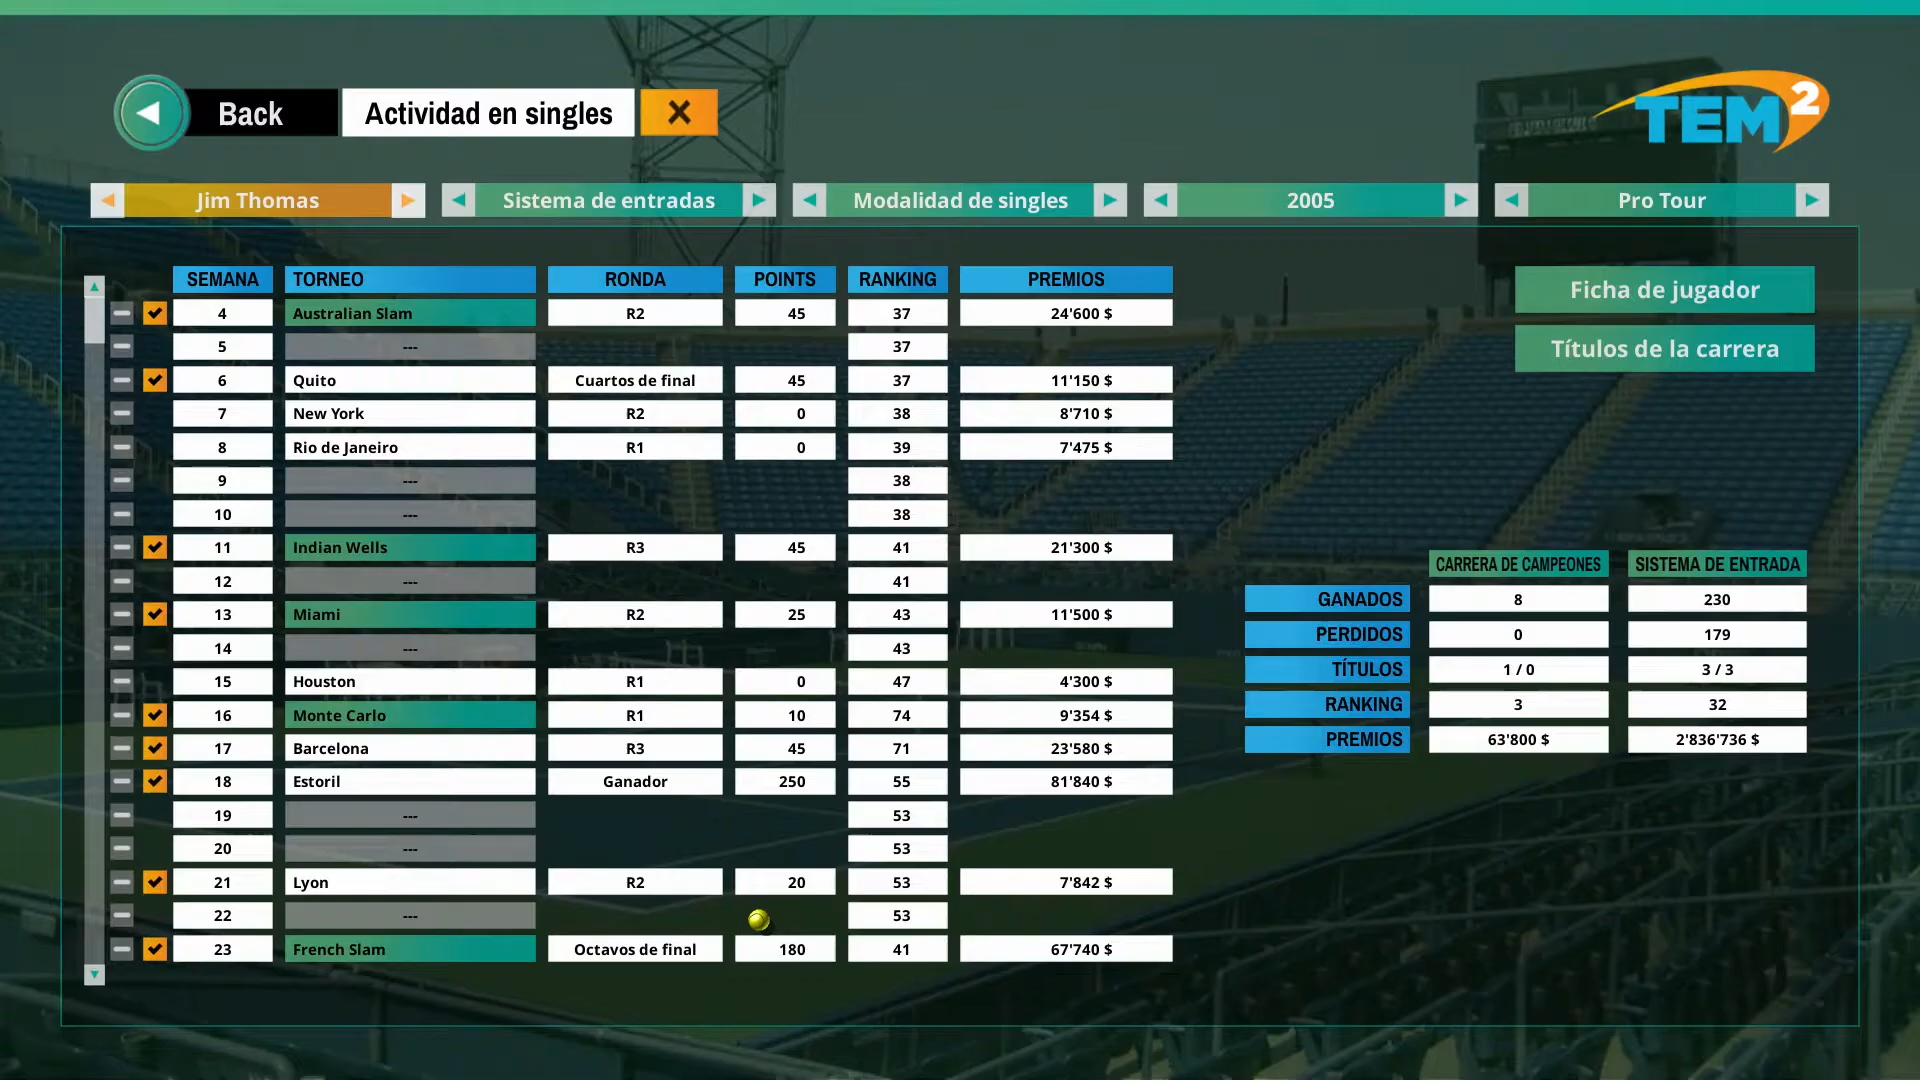 Back
Actividad en singles
TEM2
Jim Thomas
Sistema de entradas
Modalidad de singles
2005
Pro Tour
SEMANA TORNEO RONDA POINTS RANKING PREMIOS
4 Australian Slam R2 45 37 24'600 $
5 --- 37
6 Quito Cuartos de final 45 37 11'150 $
7 New York R2 0 38 8'710 $
8 Rio de Janeiro R1 0 39 7'475 $
9 --- 38
10 --- 38
11 Indian Wells R3 45 41 21'300 $
12 --- 41
13 Miami R2 25 43 11'500 $
14 --- 43
15 Houston R1 0 47 4'300 $
16 Monte Carlo R1 10 74 9'354 $
17 Barcelona R3 45 71 23'580 $
18 Estoril Ganador 250 55 81'840 $
19 --- 53
20 --- 53
21 Lyon R2 20 53 7'842 $
22 --- 53
23 French Slam Octavos de final 180 41 67'740 $
Ficha de jugador
Títulos de la carrera
CARRERA DE CAMPEONES SISTEMA DE ENTRADA
GANADOS 8 230
PERDIDOS 0 179
TÍTULOS 1 / 0 3 / 3
RANKING 3 32
PREMIOS 63'800 $ 2'836'736 $